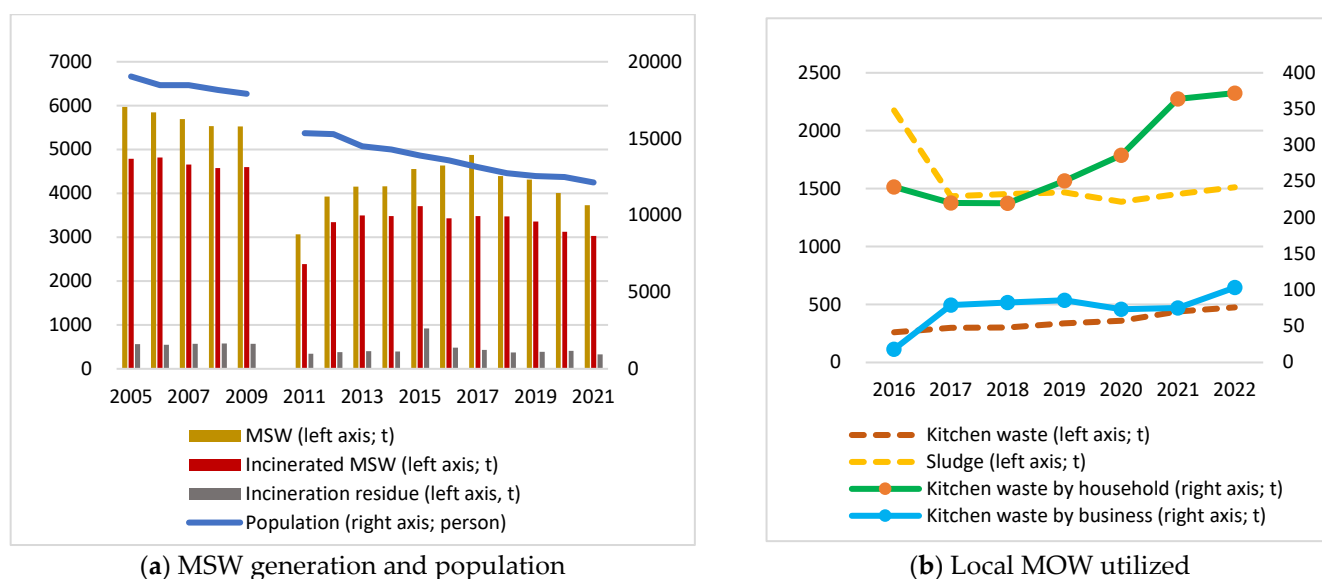 7000
6000
5000
4000
3000
2000
1000
0
20000
15000
10000
5000
0
2005 2007 2009 2011 2013 2015 2017 2019 2021
MSW (left axis; t)
Incinerated MSW (left axis; t)
Incineration residue (left axis, t)
Population (right axis; person)
(a) MSW generation and population
2500
2000
1500
1000
500
0
400
350
300
250
200
150
100
50
0
2016 2017 2018 2019 2020 2021 2022
Kitchen waste (left axis; t)
Sludge (left axis; t)
Kitchen waste by household (right axis; t)
Kitchen waste by business (right axis; t)
(b) Local MOW utilized